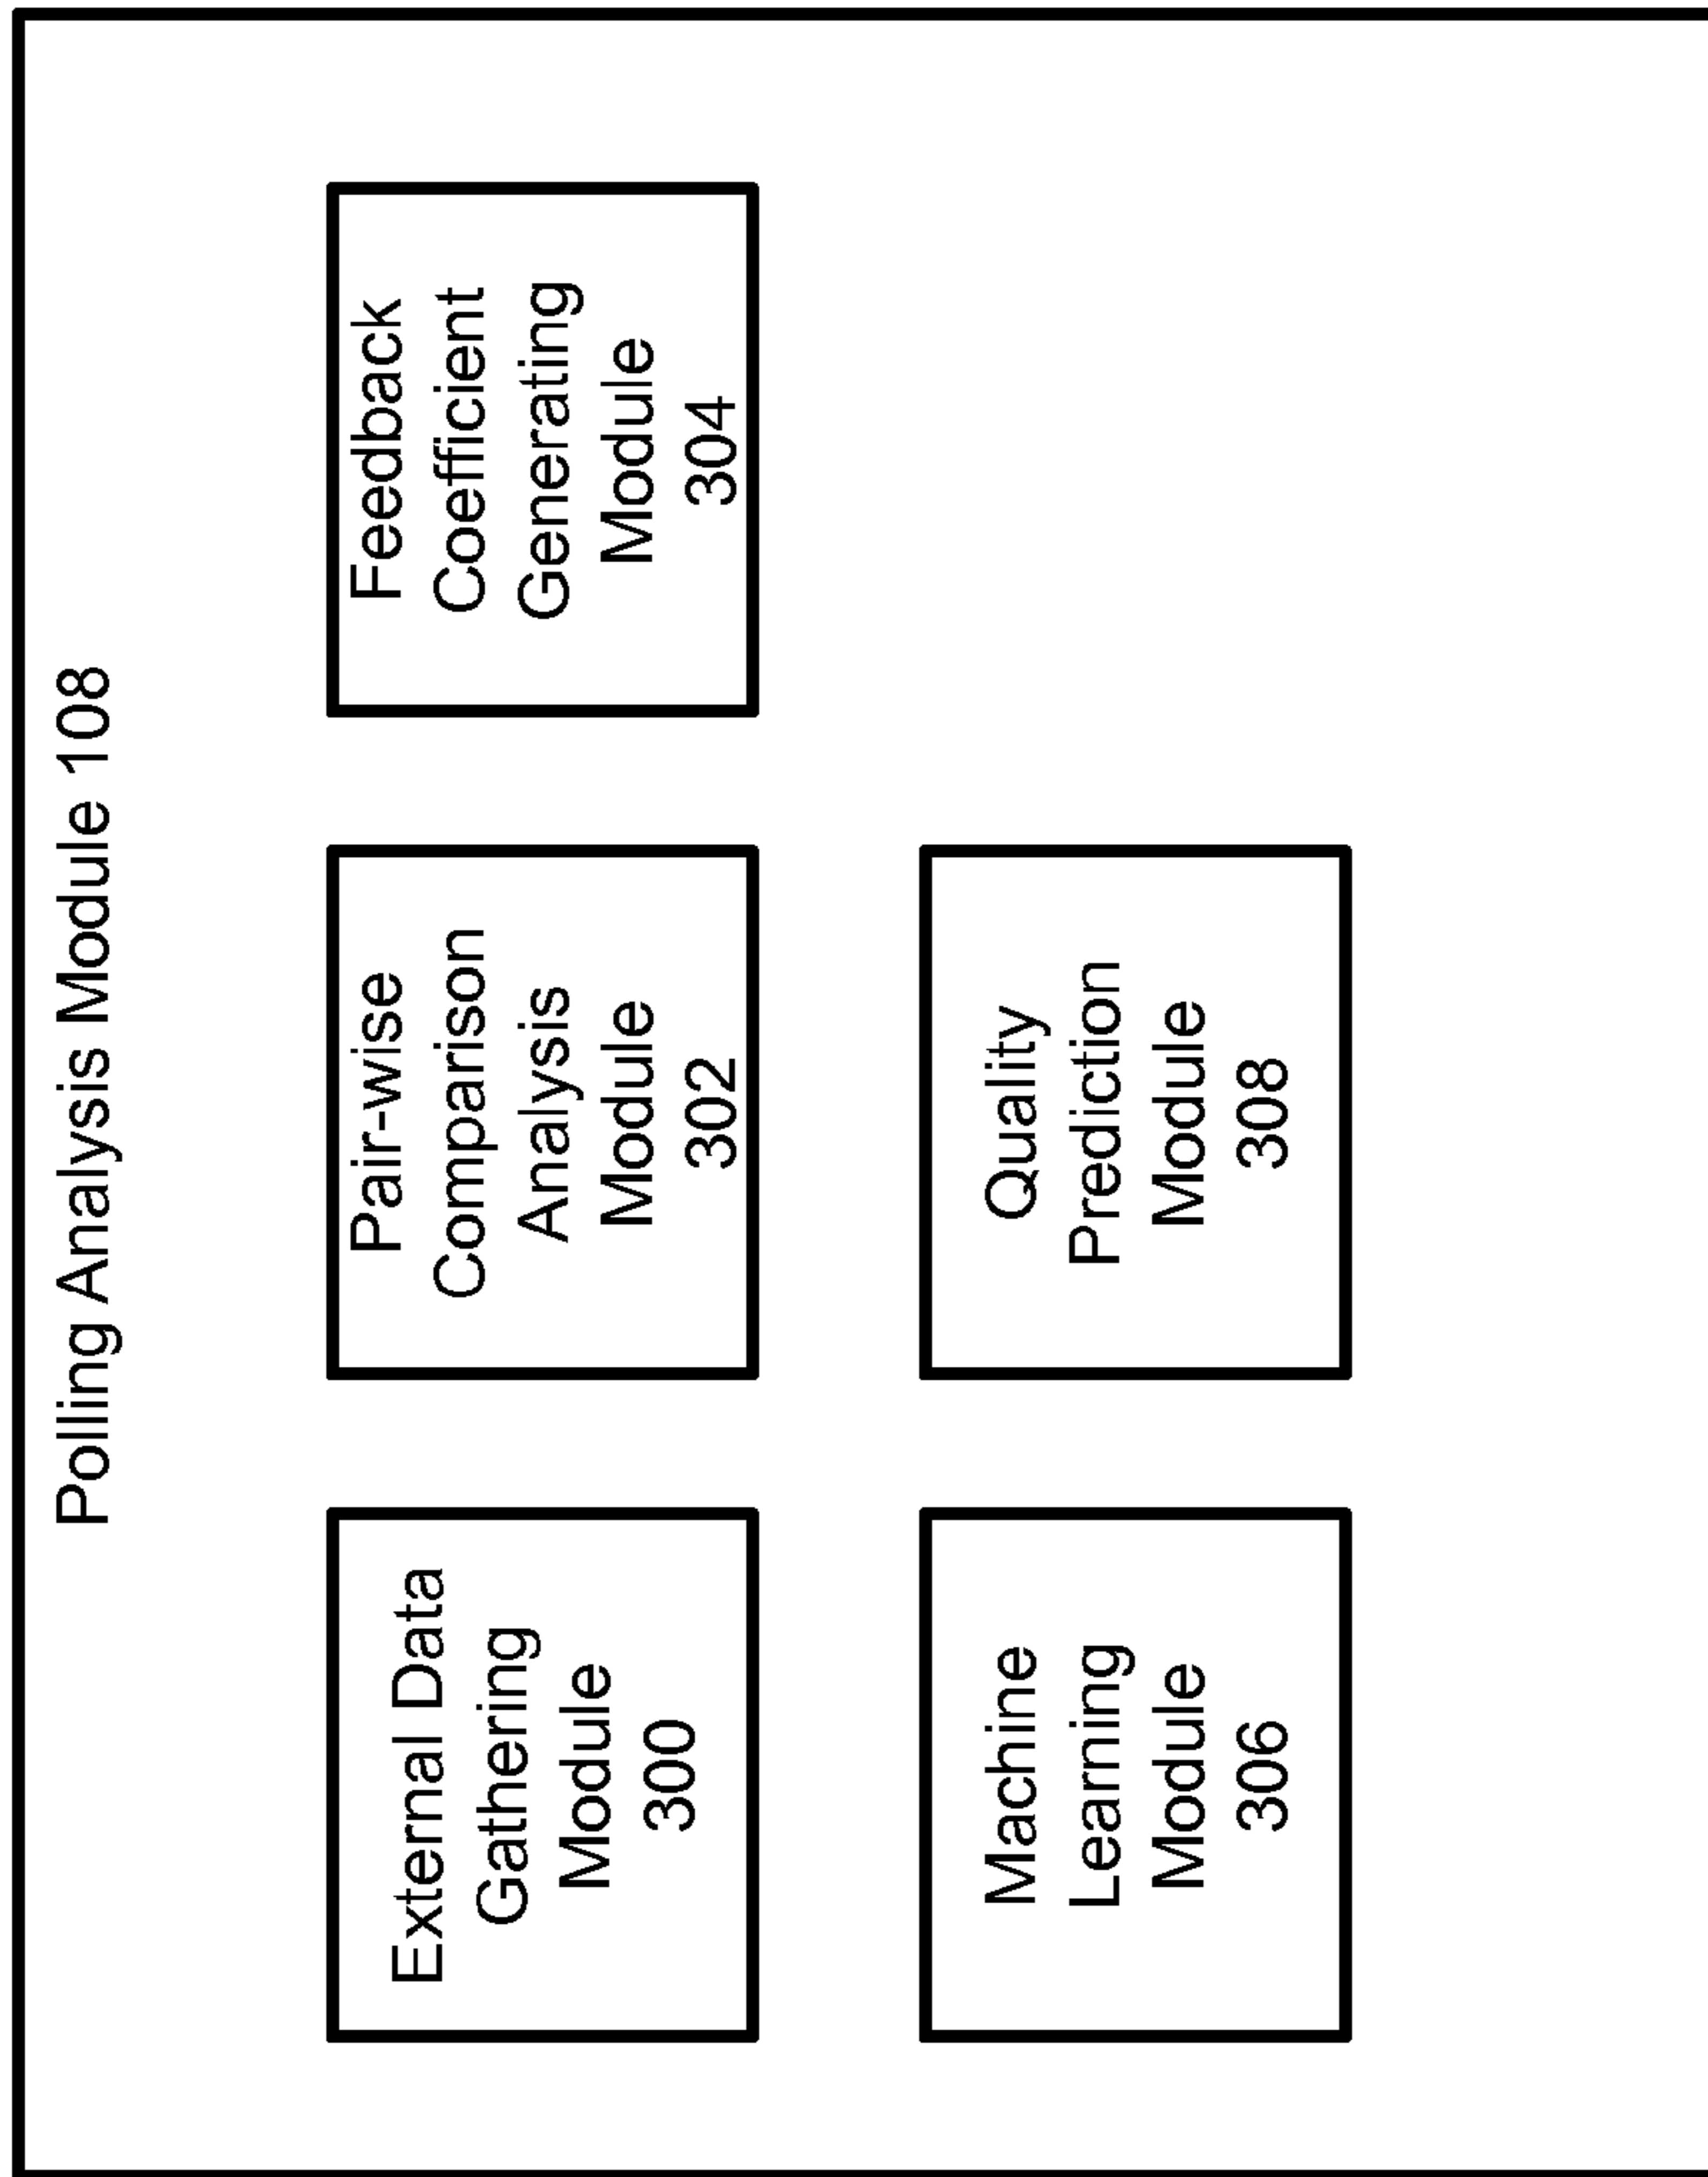 Polling Analysis Module 108
External Data
Gathering
Module
300
Pair-wise
Comparison
Analysis
Module
302
Feedback
Coefficient
Generating
Module
304
Machine
Learning
Module
306
Quality
Prediction
Module
308